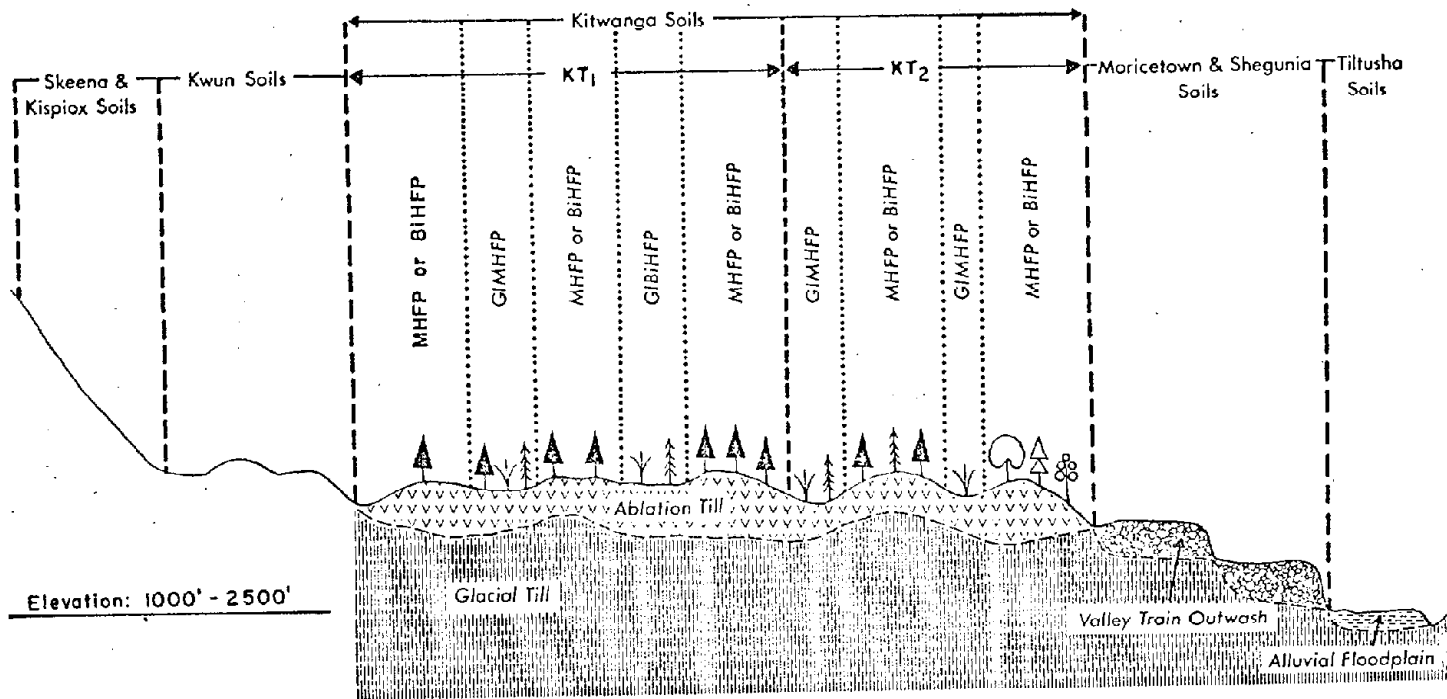 Kitwanga Soils
Skeena &
Kispiox Soils
Kwun Soils
KT1
KT2
Moricetown & Shegunia
Soils
Tiltusha
Soils
MHFP or BiHFP
GlMHFP
MHFP or BiHFP
GlBiHFP
MHFP or BiHFP
GlMHFP
MHFP or BiHFP
GlMHFP
MHFP or BiHFP
Ablation Till
Glacial Till
Elevation: 1000' - 2500'
Valley Train Outwash
Alluvial Floodplain